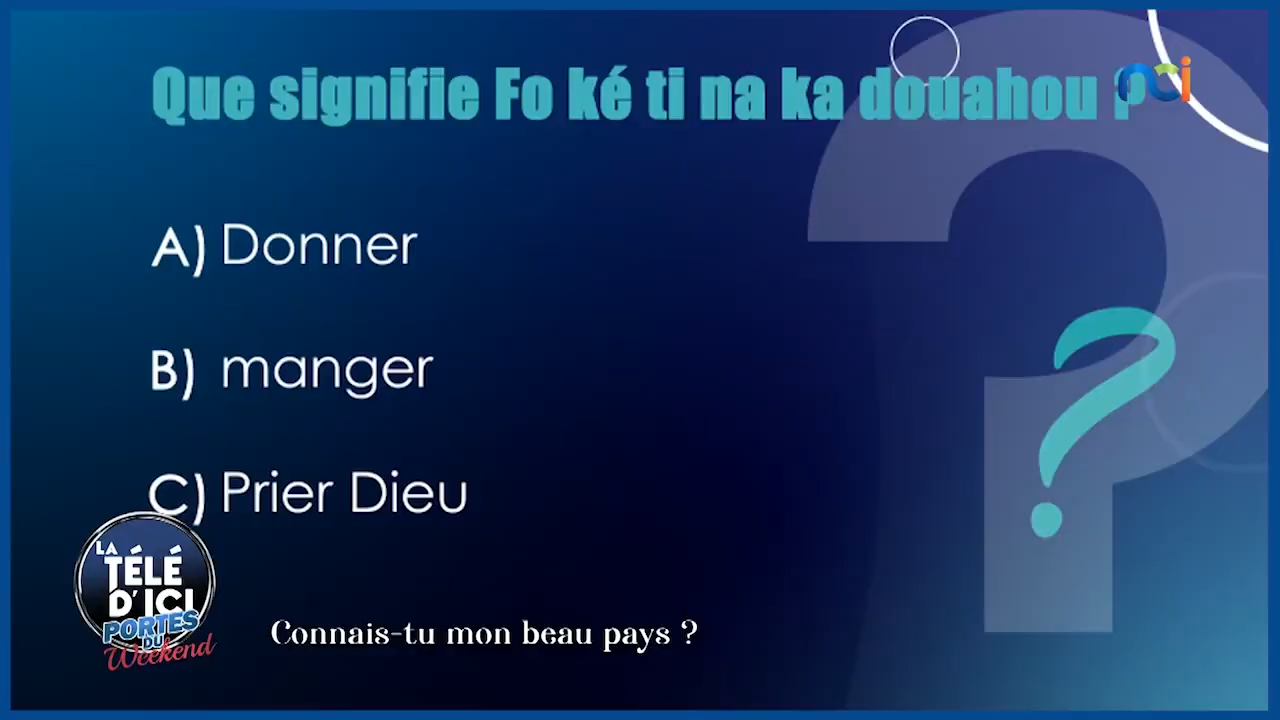 Que signifie Fo ké ti na ka douahou ?
nci
A) Donner
B) manger
C) Prier Dieu
LA
TÉLÉ
D'ICI
PORTES
DU
Weekend
Connais-tu mon beau pays ?